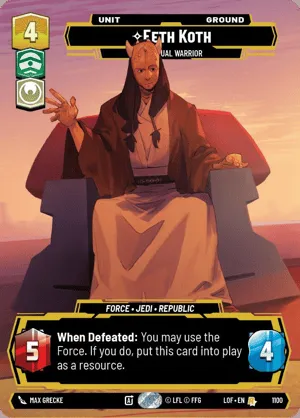 4
UNIT
GROUND
EETH KOTH
UAL WARRIOR
FORCE • JEDI • REPUBLIC
5
When Defeated: You may use the
Force. If you do, put this card into play
as a resource.
4
MAX GRECKE
© LFL © FFG
LOF • EN
1100